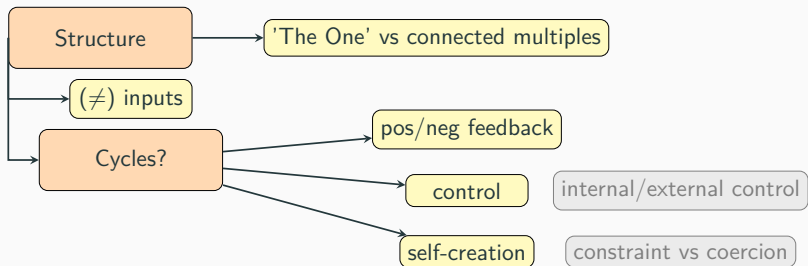 Structure
'The One' vs connected multiples
(≠) inputs
Cycles?
pos/neg feedback
control
internal/external control
self-creation
constraint vs coercion